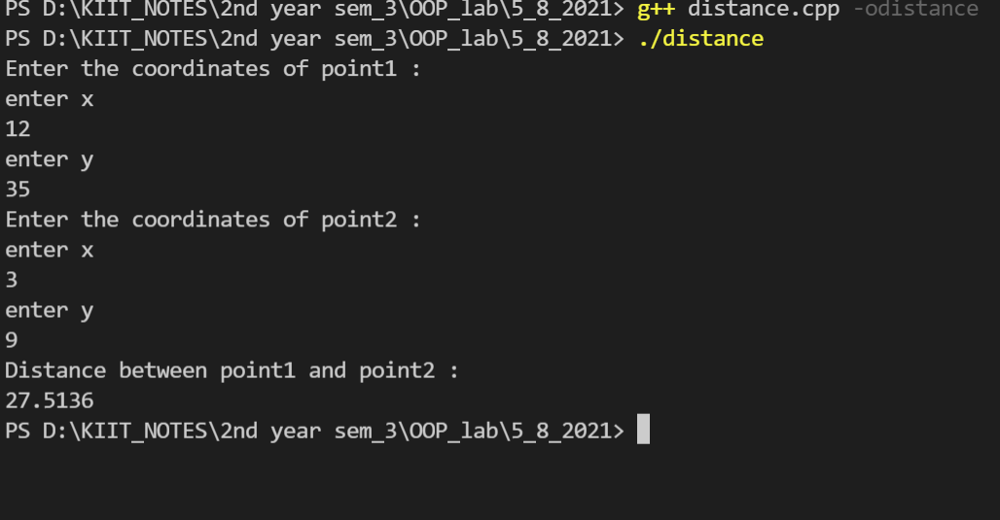 PS D:\KIIT_NOTES\2nd year sem_3\OOP_lab\5_8_2021> g++ distance.cpp -odistance
PS D:\KIIT_NOTES\2nd year sem_3\OOP_lab\5_8_2021> ./distance
Enter the coordinates of point1 :
enter x
12
enter y
35
Enter the coordinates of point2 :
enter x
3
enter y
9
Distance between point1 and point2 :
27.5136
PS D:\KIIT_NOTES\2nd year sem_3\OOP_lab\5_8_2021>